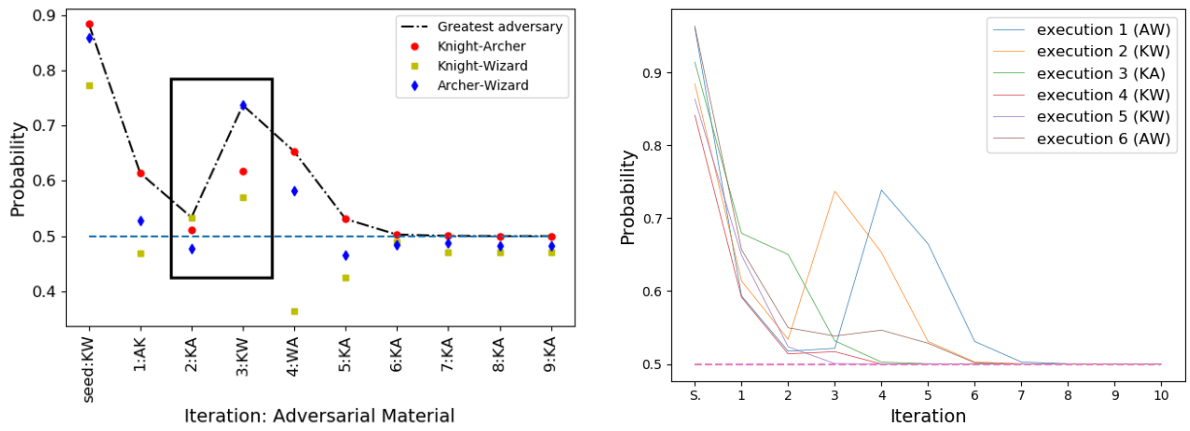 0.9
0.8
0.7
0.6
0.5
0.4
Probability
Greatest adversary
Knight-Archer
Knight-Wizard
Archer-Wizard
seed:KW
1:AK
2:KA
3:KW
4:WA
5:KA
6:KA
7:KA
8:KA
9:KA
Iteration: Adversarial Material
0.9
0.8
0.7
0.6
0.5
Probability
execution 1 (AW)
execution 2 (KW)
execution 3 (KA)
execution 4 (KW)
execution 5 (KW)
execution 6 (AW)
S. 1 2 3 4 5 6 7 8 9 10
Iteration